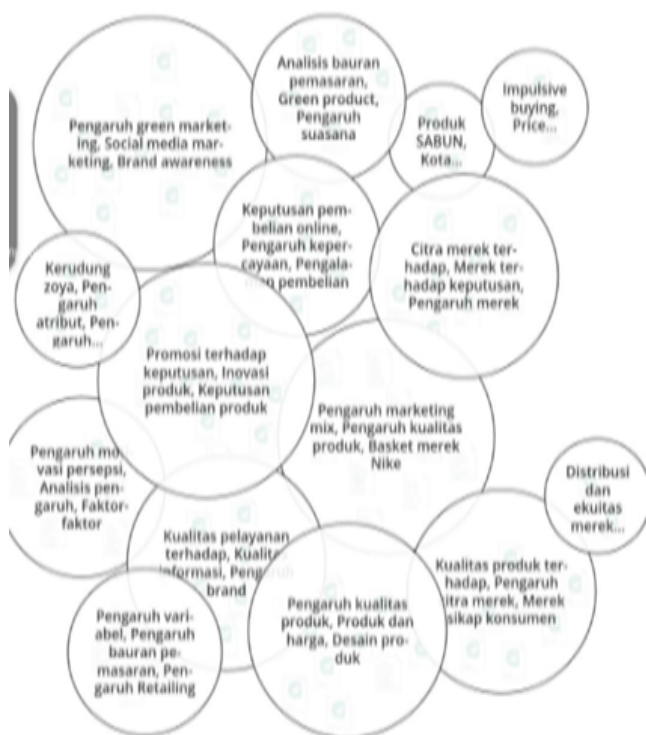 Pengaruh green market-
ing, Social media mar-
keting, Brand awareness
Analisis bauran
pemasaran,
Green product,
Pengaruh
suasana
Produk
SABUN,
Kota...
Impulsive
buying,
Price...
Keputusan pem-
belian online,
Pengaruh keper-
cayaan, Pengala-
pembelian
Citra merek ter-
hadap, Merek ter-
hadap keputusan,
Pengaruh merek
Kerudung
zoya, Pen-
garuh
atribut, Pen-
garuh...
Promosi terhadap
keputusan, Inovasi
produk, Keputusan
pembelian produk
Pengaruh marketing
mix, Pengaruh kualitas
produk, Basket merek
Nike
Pengaruh
vasi persepsi,
Analisis pen-
garuh, Faktor-
faktor
Distribusi
dan
ekuitas
merek...
Kualitas pelayanan
terhadap,
informasi,
brand
Kualitas produk ter-
hadap, Pengaruh
citra merek, Merek
sikap konsumen
Pengaruh vari-
abel, Pengaruh
bauran pe-
masaran, Pen-
garuh Retailing
Pengaruh kualitas
produk, Produk dan
harga, Desain pro-
duk